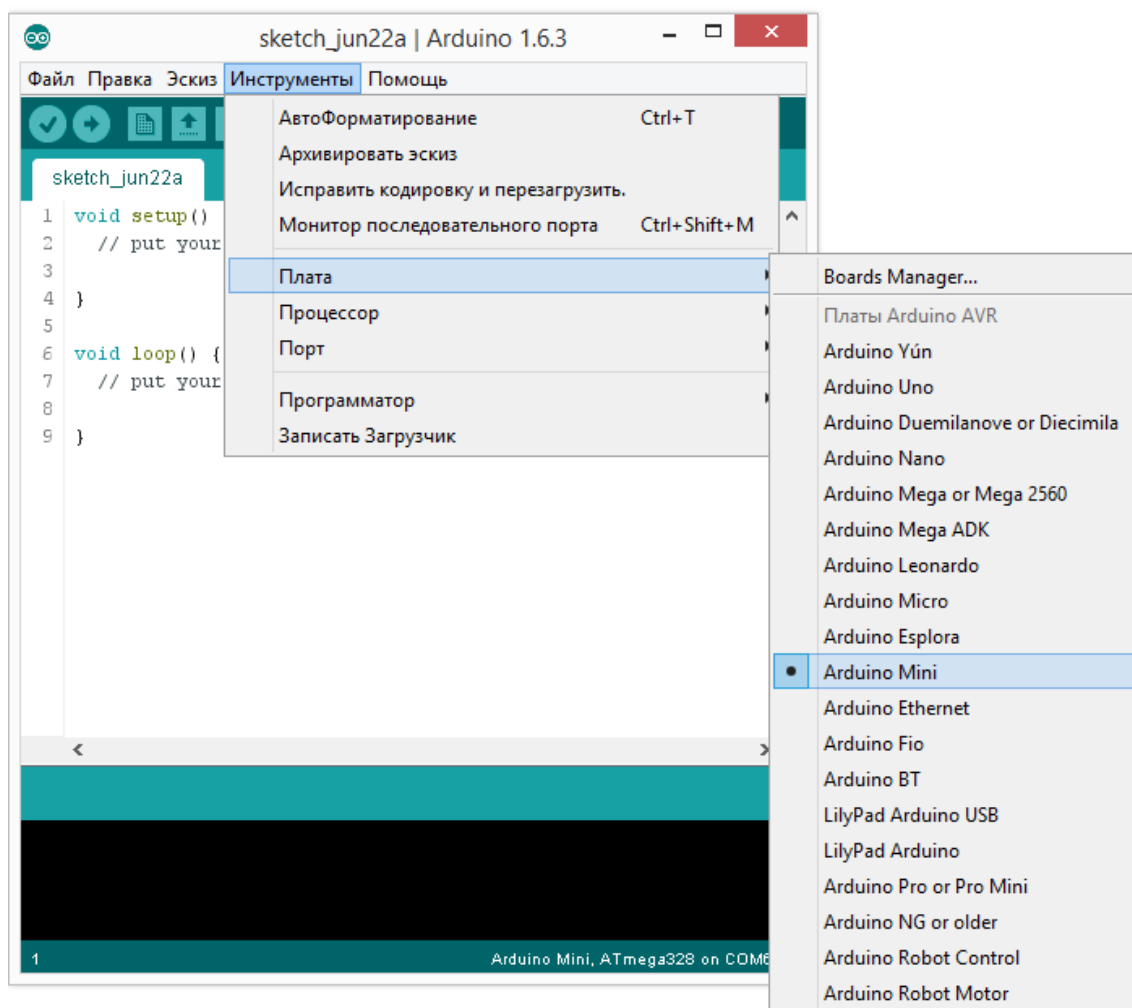 sketch_jun22a | Arduino 1.6.3
Файл Правка Эскиз Инструменты Помощь
АвтоФорматирование Ctrl+T
Архивировать эскиз
Исправить кодировку и перезагрузить.
Монитор последовательного порта Ctrl+Shift+M
Плата
Процессор
Порт
Программатор
Записать Загрузчик
sketch_jun22a
1 void setup()
2 // put your
3
4 }
5
6 void loop() {
7 // put your
8
9 }
Boards Manager...
Платы Arduino AVR
Arduino Yún
Arduino Uno
Arduino Duemilanove or Diecimila
Arduino Nano
Arduino Mega or Mega 2560
Arduino Mega ADK
Arduino Leonardo
Arduino Micro
Arduino Esplora
Arduino Mini
Arduino Ethernet
Arduino Fio
Arduino BT
LilyPad Arduino USB
LilyPad Arduino
Arduino Pro or Pro Mini
Arduino NG or older
Arduino Robot Control
Arduino Robot Motor
1 Arduino Mini, ATmega328 on COM6